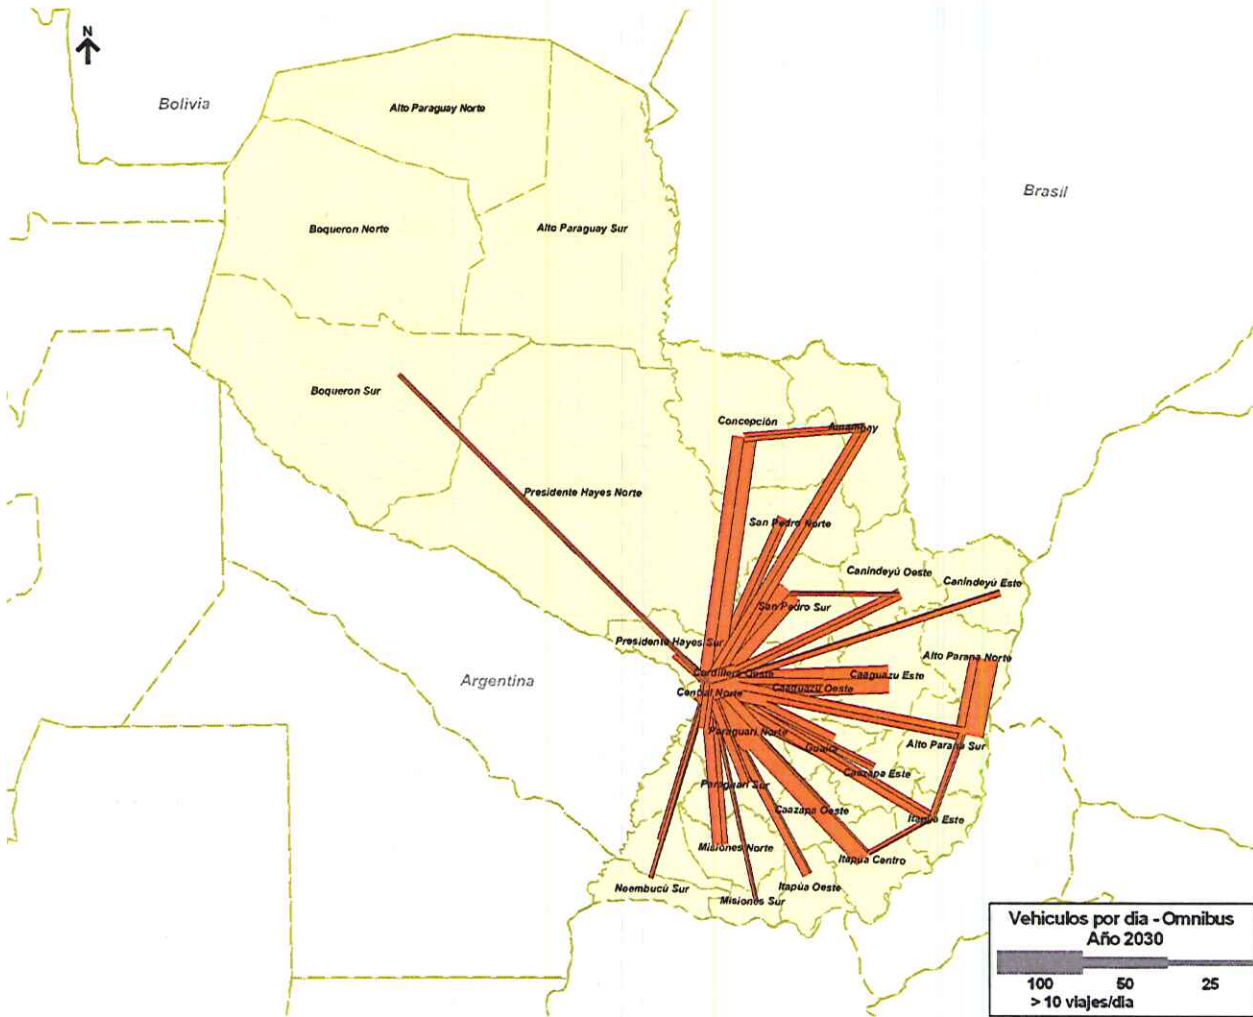 N
Bolivia
Alto Paraguay Norte
Brasil
Boqueron Norte
Alto Paraguay Sur
Boqueron Sur
Concepción
Amambay
Presidente Hayes Norte
San Pedro Norte
Canindeyú Oeste
Canindeyú Este
San Pedro Sur
Presidente Hayes Sur
Alto Parana Norte
Cordillera Oeste
Caaguazu Este
Argentina
Caaguazu Oeste
Central Norte
Paraguarí Norte
Alto Parana Sur
Guaira
Caazapa Este
Paraguarí Sur
Caazapa Oeste
Itapúa Este
Misiones Norte
Itapúa Centro
Neembucú Sur
Itapúa Oeste
Misiones Sur
Vehiculos por dia - Omnibus
Año 2030
100 50 25
> 10 viajes/dia